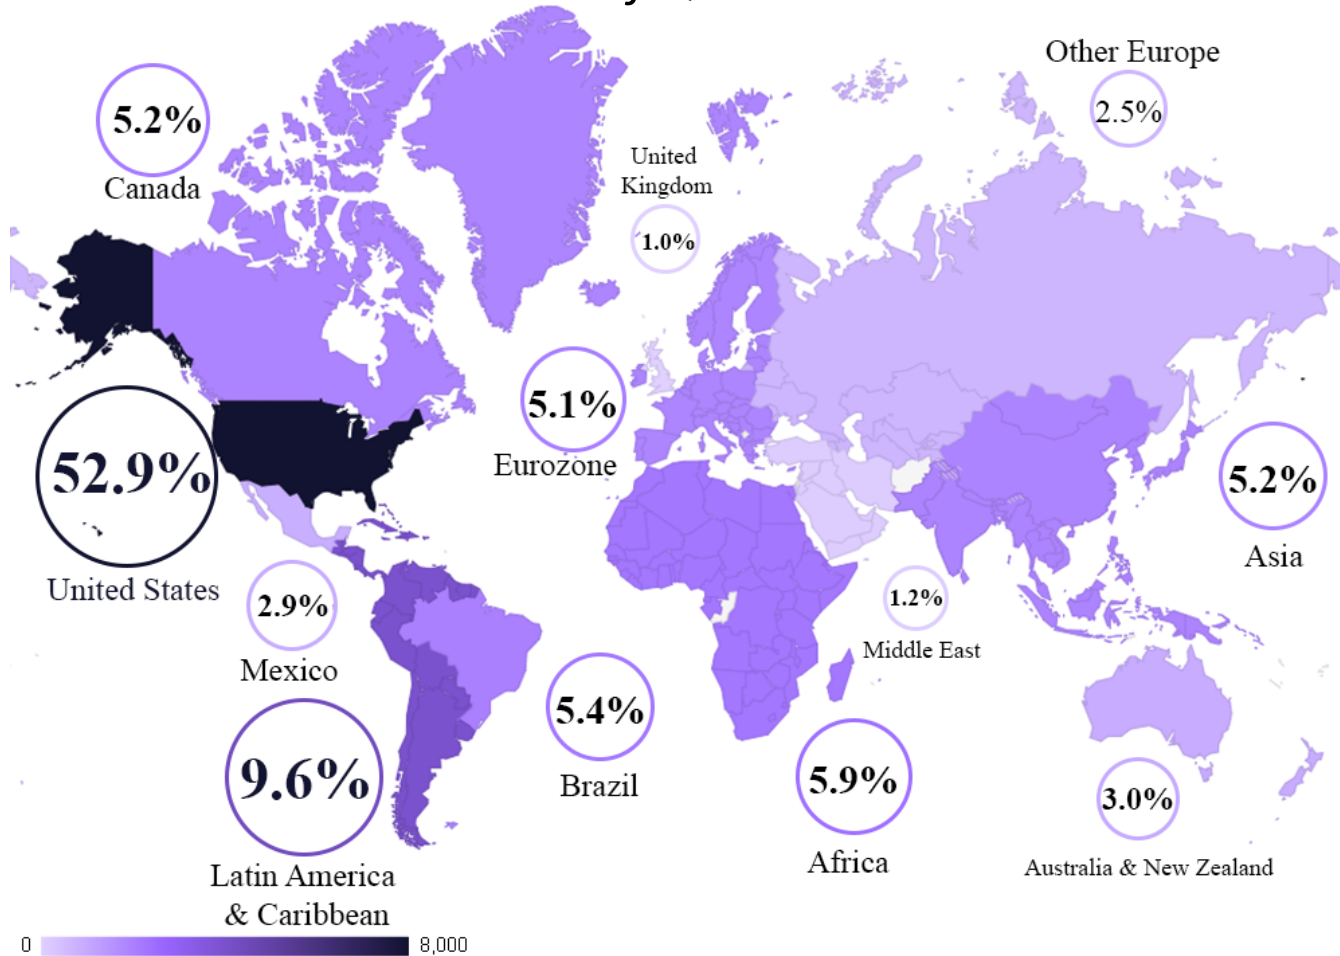 Other Europe
2.5%
5.2%
Canada
United
Kingdom
1.0%
52.9%
United States
5.1%
Eurozone
5.2%
Asia
2.9%
Mexico
1.2%
Middle East
5.4%
Brazil
9.6%
Latin America
& Caribbean
5.9%
Africa
3.0%
Australia & New Zealand
0 8,000